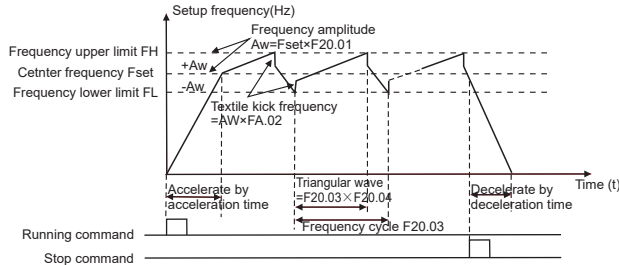 Setup frequency(Hz)
Frequency amplitude
Aw=Fset×F20.01
Frequency upper limit FH
+Aw
Cetnter frequency Fset
-Aw
Frequency lower limit FL
Textile kick frequency
=AW×FA.02
Time (t)
Accelerate by
acceleration time
Triangular wave
=F20.03×F20.04
Decelerate by
deceleration time
Frequency cycle F20.03
Running command
Stop command